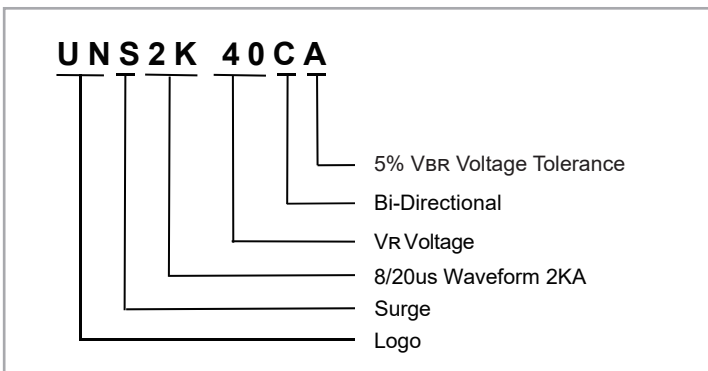 UNS2K 40CA
5% VBR Voltage Tolerance
Bi-Directional
VR Voltage
8/20us Waveform 2KA
Surge
Logo